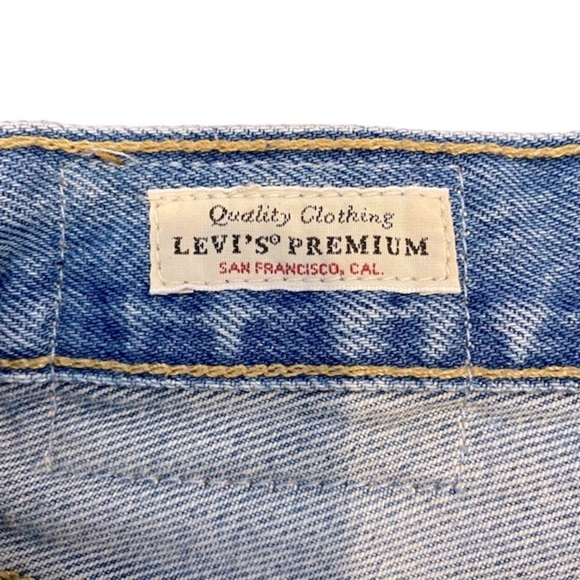 Quality Clothing
LEVI'S® PREMIUM
SAN FRANCISCO, CAL.